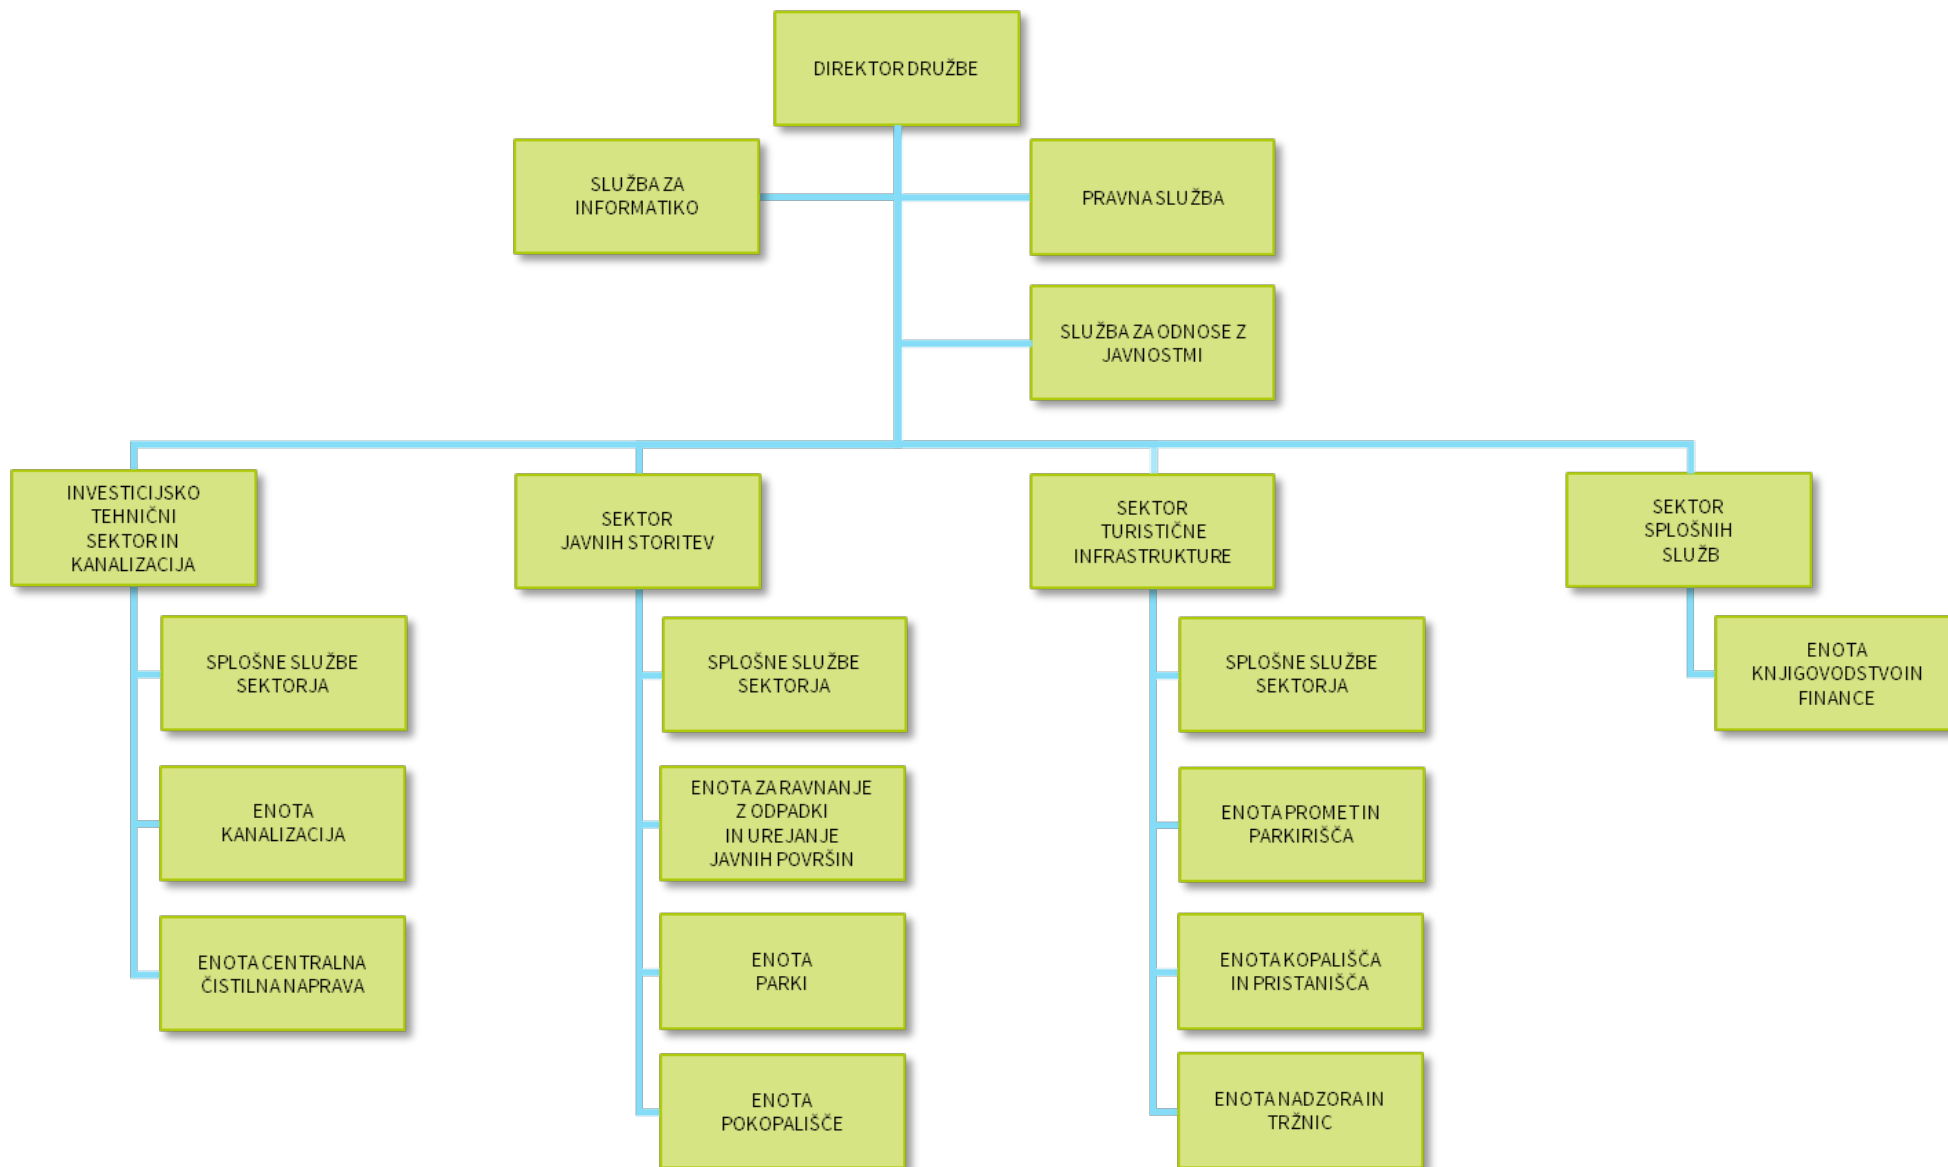 DIREKTOR DRUŽBE
SLUŽBA ZA
INFORMATIKO
PRAVNA SLUŽBA
SLUŽBA ZA ODNOSE Z
JAVNOSTMI
INVESTICIJSKO
TEHNIČNI
SEKTOR IN
KANALIZACIJA
SPLOŠNE SLUŽBE
SEKTORJA
ENOTA
KANALIZACIJA
ENOTA CENTRALNA
ČISTILNA NAPRAVA
SEKTOR
JAVNIH STORITEV
SPLOŠNE SLUŽBE
SEKTORJA
ENOTA ZA RAVNANJE
Z ODPADKI
IN UREJANJE
JAVNIH POVRŠIN
ENOTA
PARKI
ENOTA
POKOPALIŠČE
SEKTOR
TURISTIČNE
INFRASTRUKTURE
SPLOŠNE SLUŽBE
SEKTORJA
ENOTA PROMET IN
PARKIRIŠČA
ENOTA KOPALIŠČA
IN PRISTANIŠČA
ENOTA NADZORA IN
TRŽNIC
SEKTOR
SPLOŠNIH
SLUŽB
ENOTA
KNJIGOVODSTVO IN
FINANCE